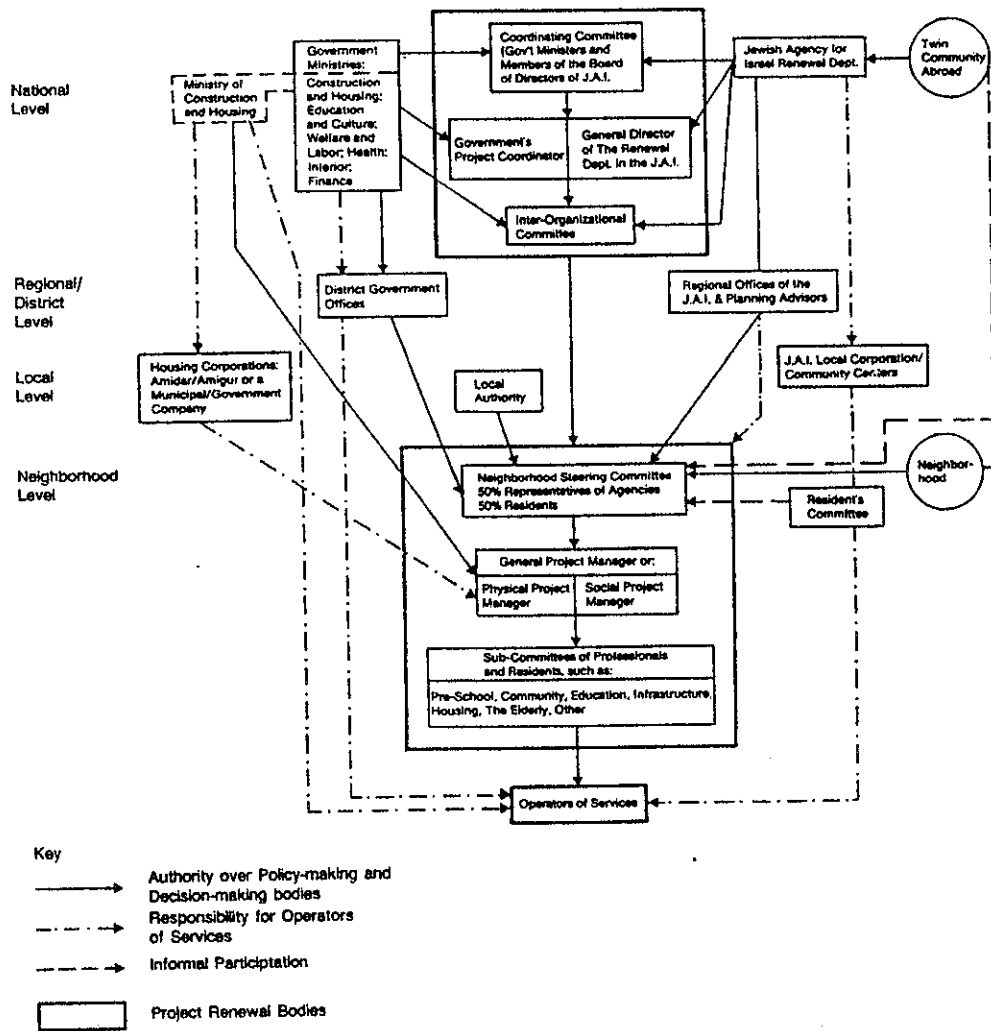 Government
Ministries:
Construction
and Housing;
Education
and Culture;
Welfare and
Labor; Health;
Interior;
Finance
Coordinating Committee
(Gov't Ministers and
Members of the Board
of Directors of J.A.I.
Jewish Agency for
Israel Renewal Dept.
Twin
Community
Abroad
National
Level
Ministry of
Construction
and Housing
Government's
Project Coordinator
General Director
of The Renewal
Dept. in the J.A.I.
Inter-Organizational
Committee
Regional/
District
Level
District Government
Offices
Regional Offices of the
J.A.I. & Planning Advisors
Local
Level
Housing Corporations:
Amidar/Amigur or a
Municipal/Government
Company
Local
Authority
J.A.I. Local Corporation/
Community Centers
Neighborhood
Level
Neighborhood Steering Committee
50% Representatives of Agencies
50% Residents
Neighbor-
hood
Resident's
Committee
General Project Manager or:
Physical Project
Manager
Social Project
Manager
Sub-Committees of Professionals
and Residents, such as:
Pre-School, Community, Education, Infrastructure,
Housing, The Elderly, Other
Operators of Services
Key
Authority over Policy-making and
Decision-making bodies
Responsibility for Operators
of Services
Informal Particiption
Project Renewal Bodies